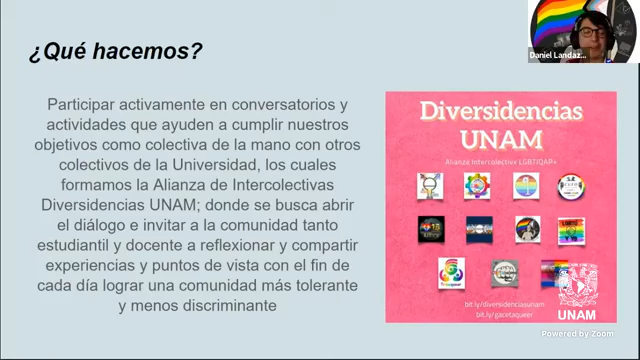 ¿Qué hacemos?
Participar activamente en conversatorios y
actividades que ayuden a cumplir nuestros
objetivos como colectiva de la mano con otros
colectivos de la Universidad, los cuales
formamos la Alianza de Intercolectivas
Diversidencias UNAM; donde se busca abrir
el diálogo e invitar a la comunidad tanto
estudiantil y docente a reflexionar y compartir
experiencias y puntos de vista con el fin de
cada día lograr una comunidad más tolerante
y menos discriminante
Diversidencias
UNAM
Alianza Intercolectiva LGBTIQAP+
bit.ly/diversidenciasunam
bit.ly/gacetaqueer
Daniel Landaz...
UNAM
Powered by Zoom